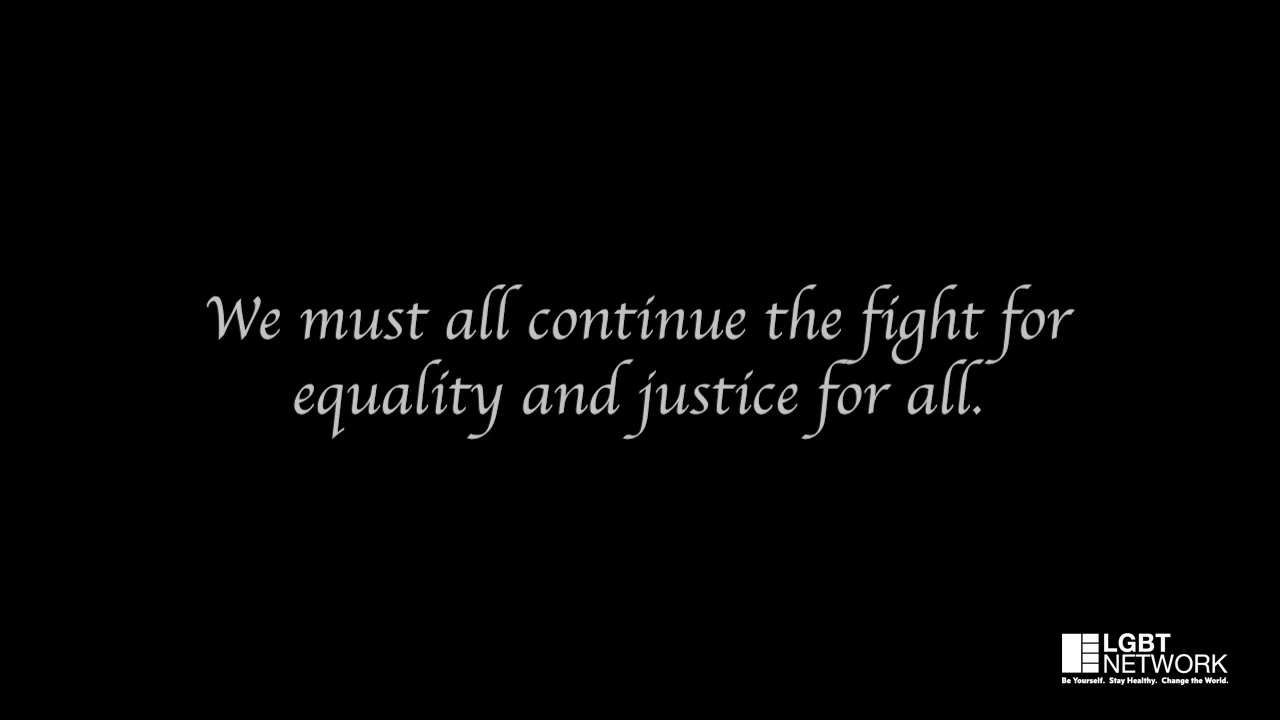 We must all continue the fight for
equality and justice for all.
LGBT
NETWORK
Be Yourself. Stay Healthy. Change the World.